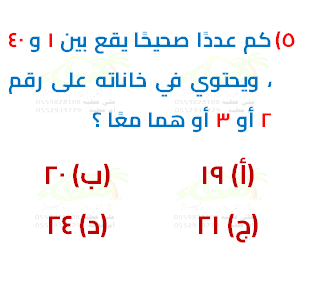 ٥) كم عددًا صحيحًا يقع بين ١ و ٤٠
، ويحتوي في خاناته على رقم
٢ أو ٣ أو هما معًا ؟
(أ) ١٩ (ب) ٢٠
(ج) ٢١ (د) ٢٤